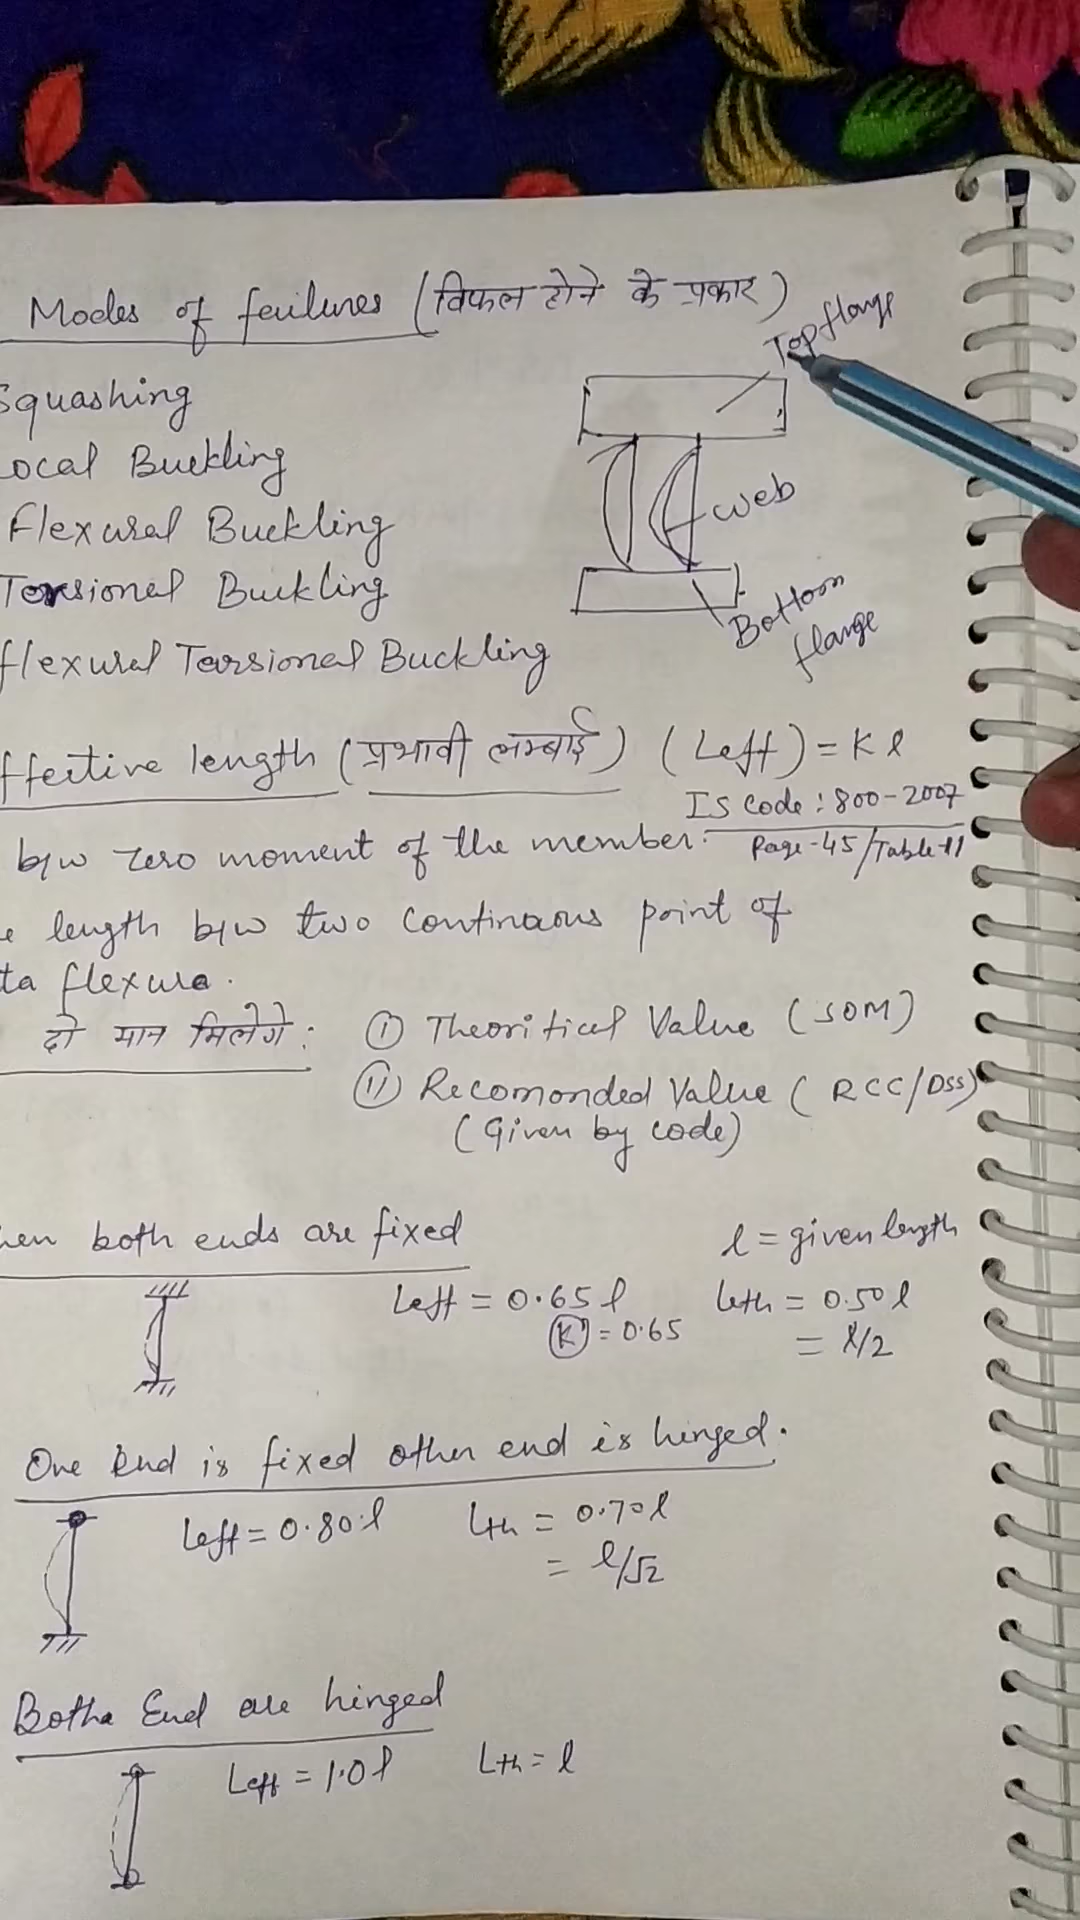 Modes of feulures (विफल होने के प्रकार)
Top flange
Squashing
ocal Buckling
web
Flexural Buckling
Torsional Buckling
Bottom
flange
flexural Torsional Buckling
ffective length (प्रभावी लम्बाई) (Leff) = K l
IS code : 800-2007
b/w zero moment of the member.
Page-45/Table-11
e length b/w two continuous point of
ta flexure.
दो मान मिलेगे : (i) Theoritical Value (SOM)
(ii) Recomonded Value (RCC/DSS)
(Given by code)
hen both ends are fixed
l = given length
Leff = 0.65 l
Lth = 0.50 l
K = 0.65
= l/2
One End is fixed other end is hinged.
Leff = 0.80 l
Lth = 0.70 l
= l/√2
Botha End are hinged
Leff = 1.0 l
Lth = l